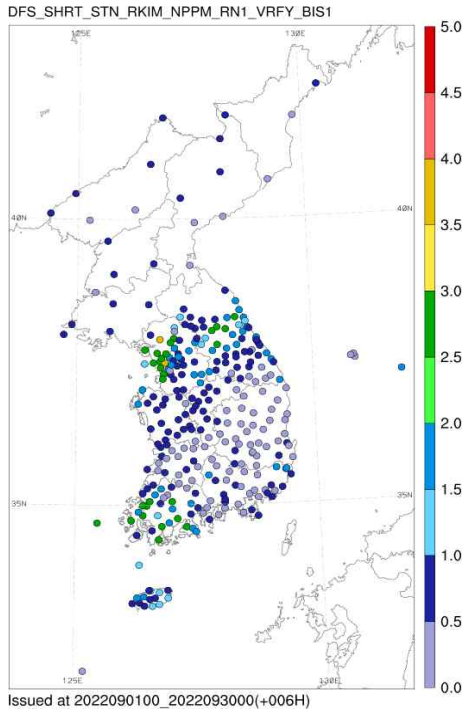 DFS_SHRT_STN_RKIM_NPPM_RN1_VRFY_BIS1
125E
130E
40N
40N
35N
35N
125E
130E
5.0
4.5
4.0
3.5
3.0
2.5
2.0
1.5
1.0
0.5
0.0
Issued at 2022090100_2022093000(+006H)